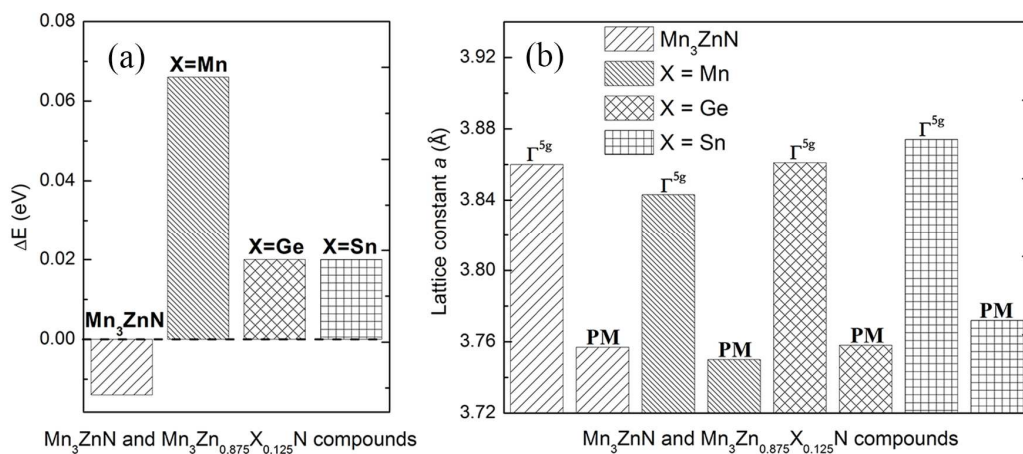 (a)
0.08
0.06
0.04
0.02
0.00
ΔE (eV)
X=Mn
X=Ge
X=Sn
Mn₃ZnN
Mn₃ZnN and Mn₃Zn₀.₈₇₅X₀.₁₂₅N compounds
(b)
3.92
3.88
3.84
3.80
3.76
3.72
Lattice constant a (Å)
Mn₃ZnN
X = Mn
X = Ge
X = Sn
Γ⁵ᵍ
PM
Γ⁵ᵍ
PM
Γ⁵ᵍ
PM
Γ⁵ᵍ
PM
Mn₃ZnN and Mn₃Zn₀.₈₇₅X₀.₁₂₅N compounds